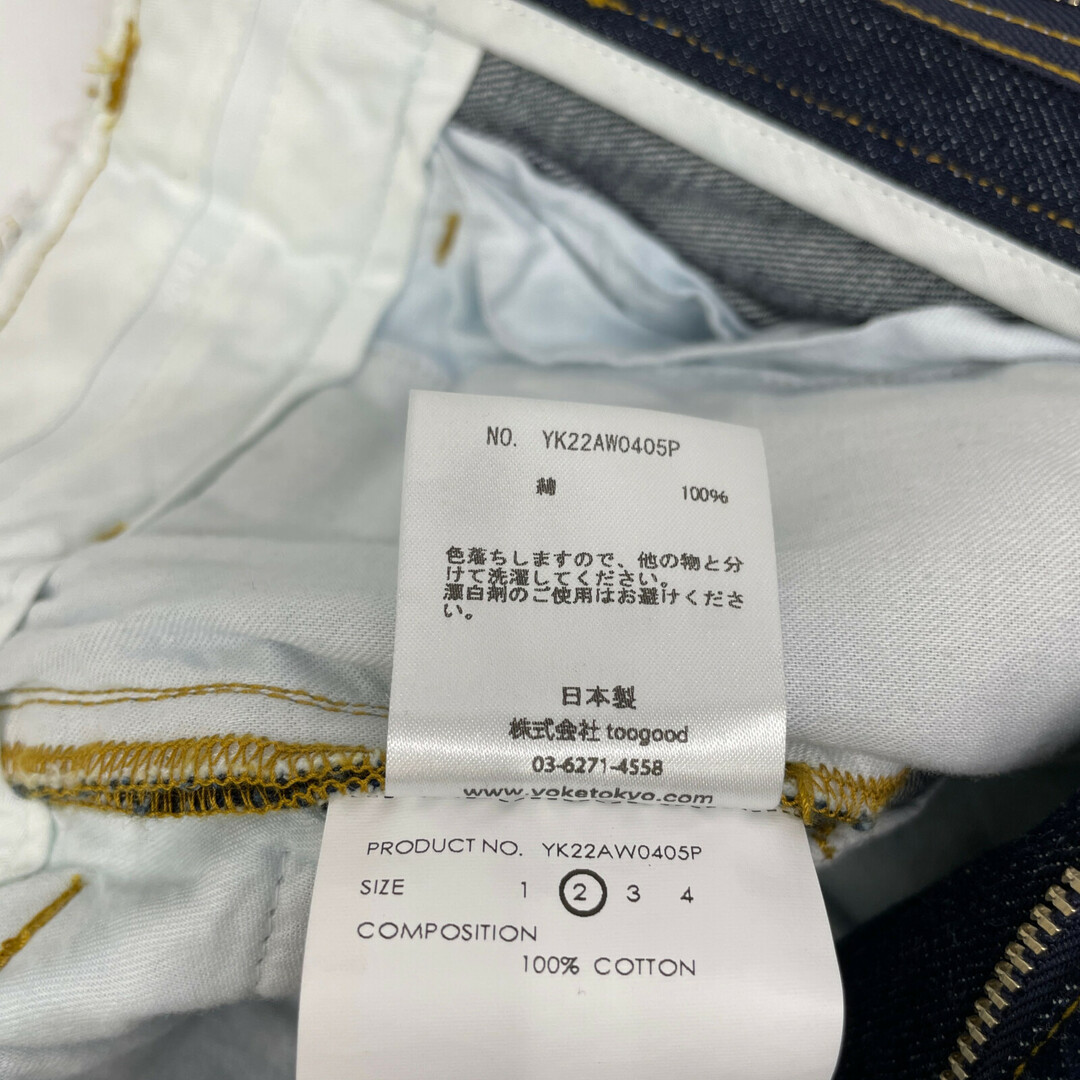 NO. YK22AW0405P
綿 100%
色落ちしますので、他の物と分
けて洗濯してください。
漂白剤のご使用はお避けくださ
い。
日本製
株式会社 toogood
03-6271-4558
www.yoketokyo.com
PRODUCT NO. YK22AW0405P
SIZE 1 2 3 4
COMPOSITION
100% COTTON